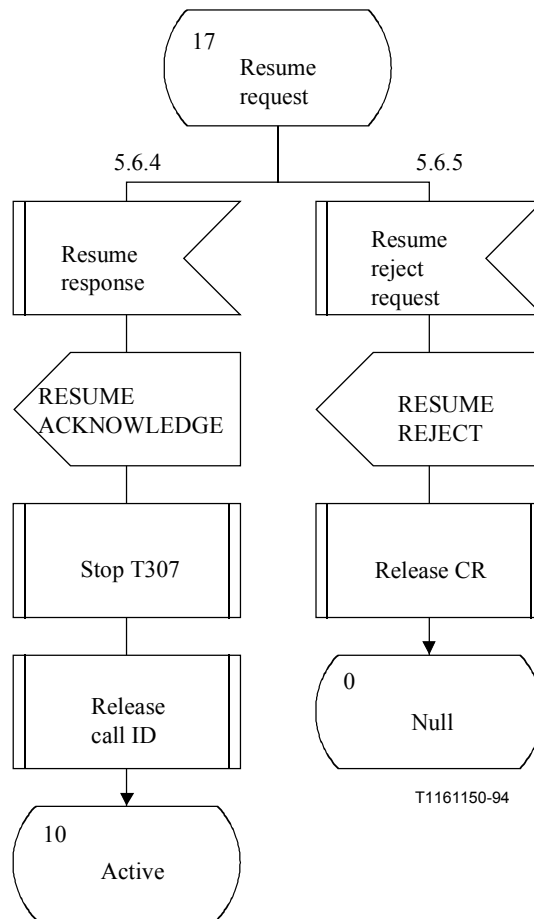 17
Resume
request
5.6.4
5.6.5
Resume
response
Resume
reject
request
RESUME
ACKNOWLEDGE
RESUME
REJECT
Stop T307
Release CR
Release
call ID
0
Null
T1161150-94
10
Active